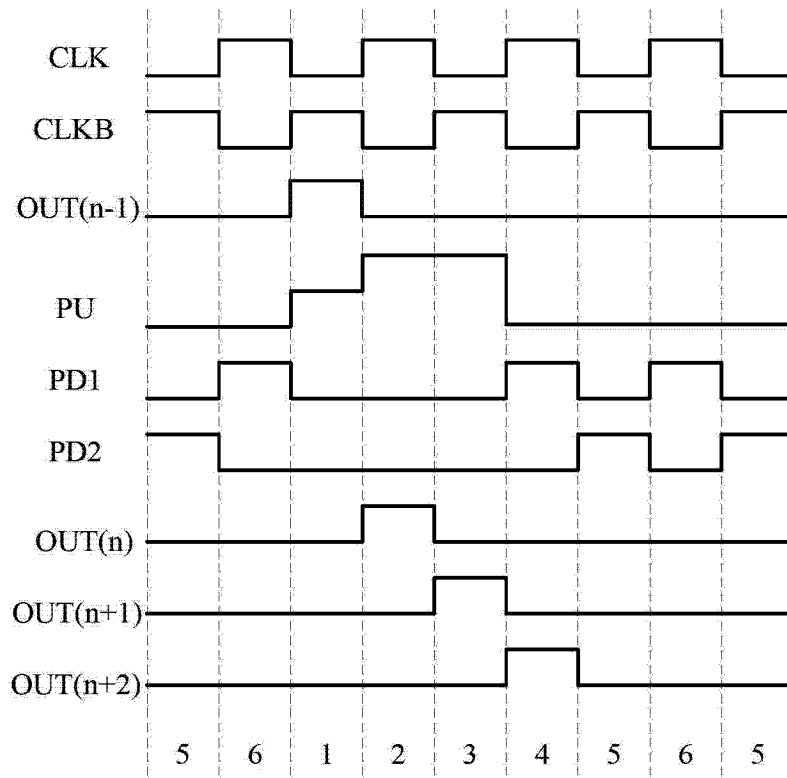 CLK
CLKB
OUT(n-1)
PU
PD1
PD2
OUT(n)
OUT(n+1)
OUT(n+2)
5 6 1 2 3 4 5 6 5